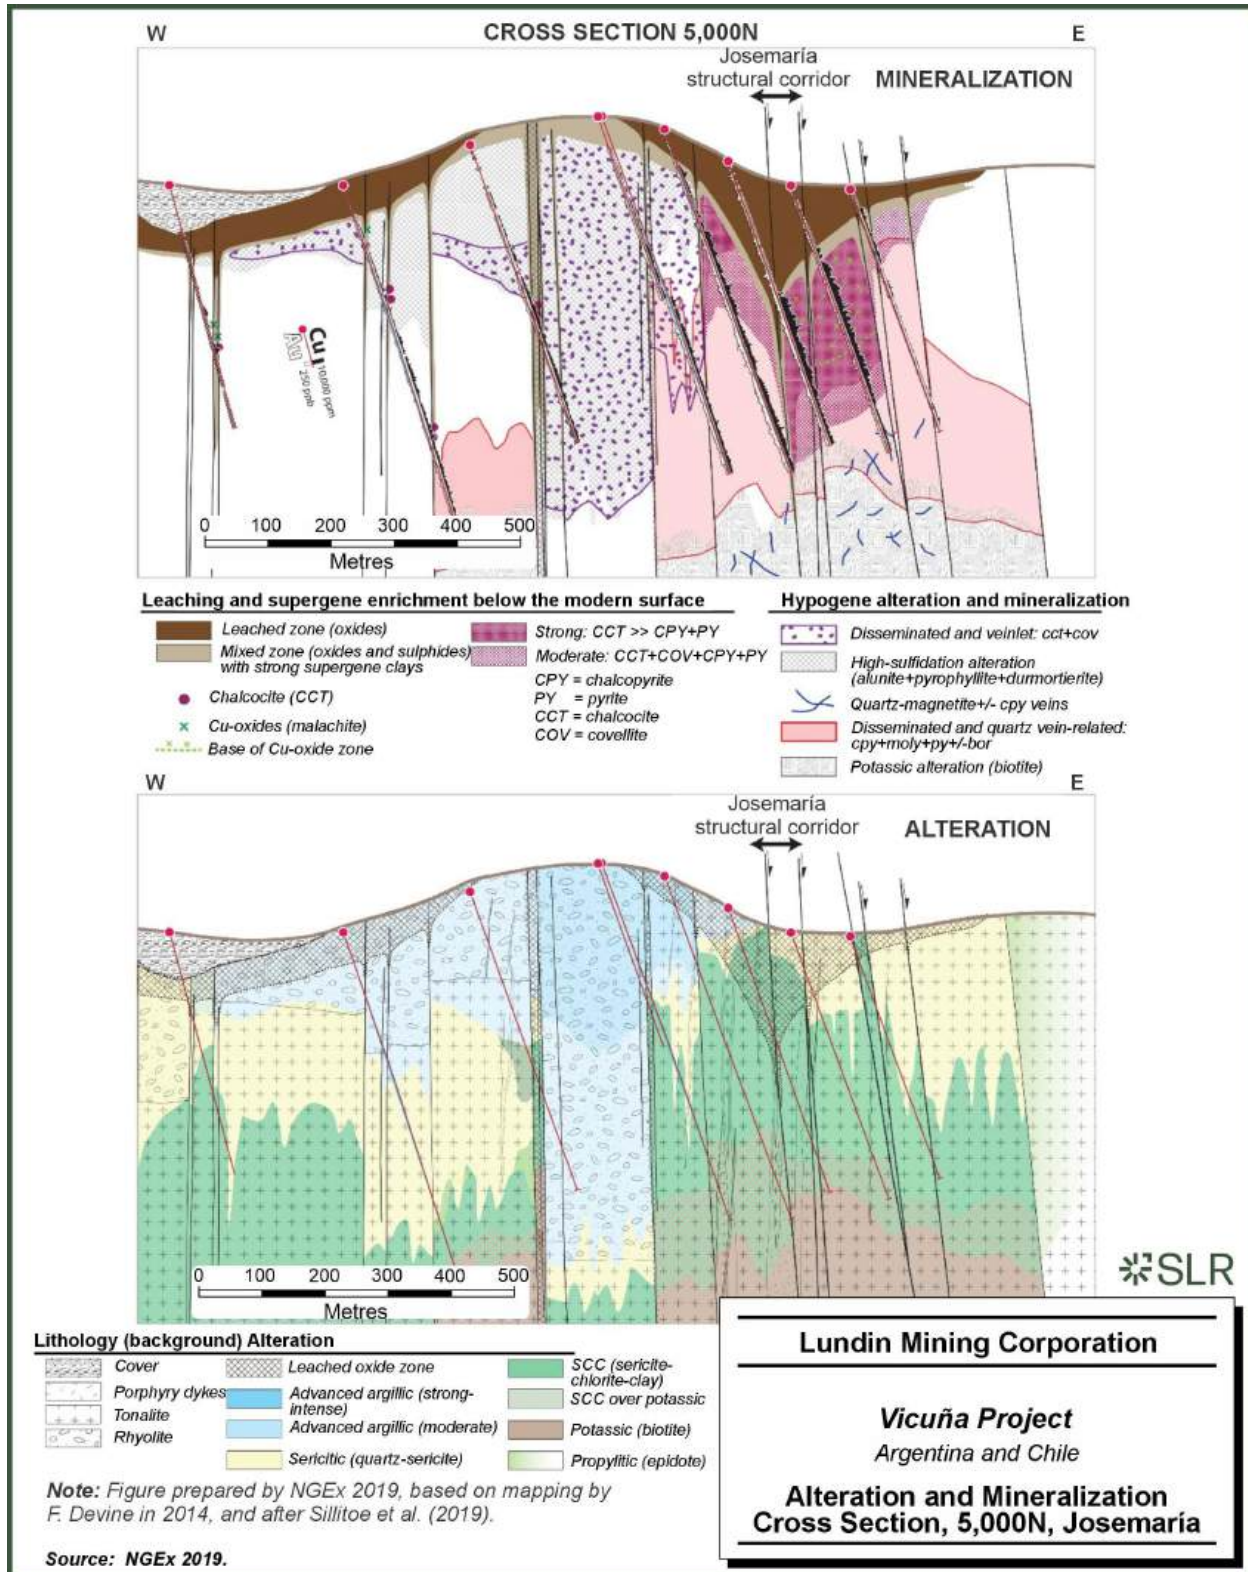 W
CROSS SECTION 5,000N
E
Josemaría
structural corridor
MINERALIZATION
Cu
Au
10,000 ppm
250 ppb
0 100 200 300 400 500
Metres
Leaching and supergene enrichment below the modern surface
Leached zone (oxides)
Mixed zone (oxides and sulphides)
with strong supergene clays
Chalcocite (CCT)
Cu-oxides (malachite)
Base of Cu-oxide zone
Strong: CCT >> CPY+PY
Moderate: CCT+COV+CPY+PY
CPY = chalcopyrite
PY = pyrite
CCT = chalcocite
COV = covellite
Hypogene alteration and mineralization
Disseminated and veinlet: cct+cov
High-sulfidation alteration
(alunite+pyrophyllite+durmortierite)
Quartz-magnetite+/- cpy veins
Disseminated and quartz vein-related:
cpy+moly+py+/-bor
Potassic alteration (biotite)
W
E
Josemaría
structural corridor
ALTERATION
0 100 200 300 400 500
Metres
Lithology (background) Alteration
Cover
Porphyry dykes
Tonalite
Rhyolite
Leached oxide zone
Advanced argillic (strong-
intense)
Advanced argillic (moderate)
Sericitic (quartz-sericite)
SCC (sericite-
chlorite-clay)
SCC over potassic
Potassic (biotite)
Propylitic (epidote)
Note: Figure prepared by NGEx 2019, based on mapping by
F. Devine in 2014, and after Sillitoe et al. (2019).
Source: NGEx 2019.
SLR
Lundin Mining Corporation
Vicuña Project
Argentina and Chile
Alteration and Mineralization
Cross Section, 5,000N, Josemaría